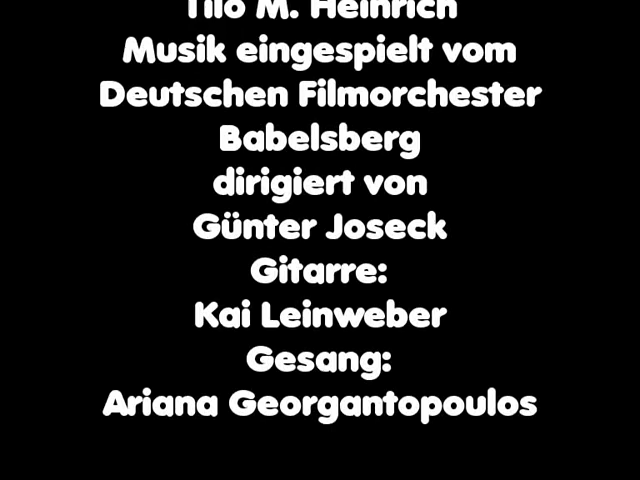 Tilo M. Heinrich
Musik eingespielt vom
Deutschen Filmorchester
Babelsberg
dirigiert von
Günter Joseck
Gitarre:
Kai Leinweber
Gesang:
Ariana Georgantopoulos